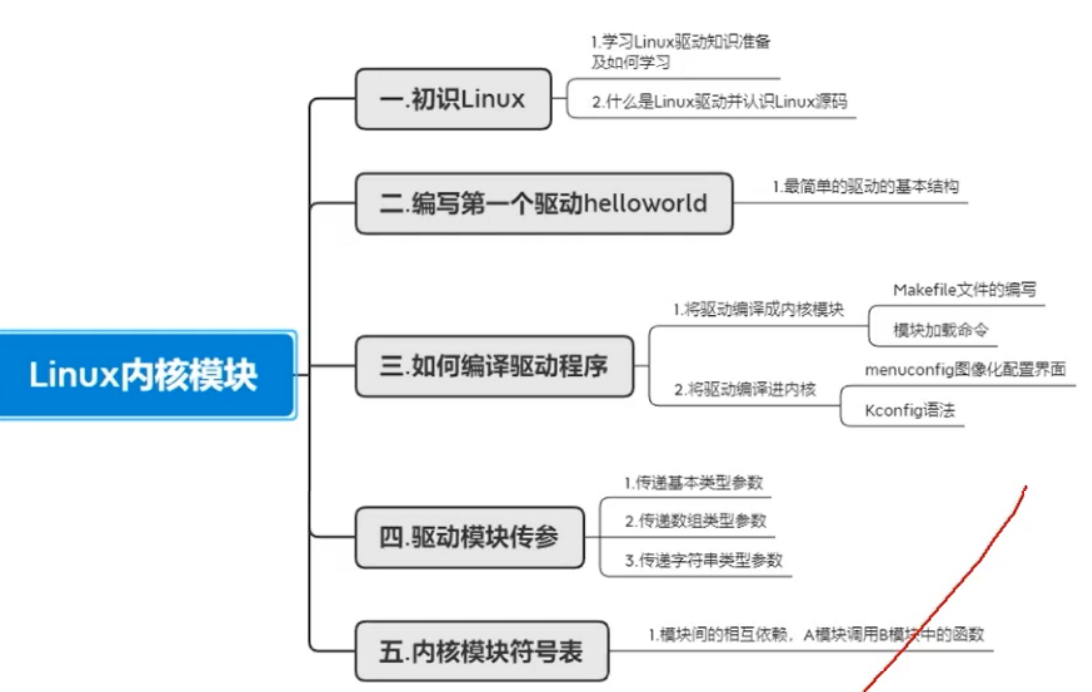 1.学习Linux驱动知识准备
及如何学习
一.初识Linux
2.什么是Linux驱动并认识Linux源码
二.编写第一个驱动helloworld
1.最简单的驱动的基本结构
Makefile文件的编写
1.将驱动编译成内核模块
模块加载命令
Linux内核模块
三.如何编译驱动程序
menuconfig图像化配置界面
2.将驱动编译进内核
Kconfig语法
1.传递基本类型参数
四.驱动模块传参
2.传递数组类型参数
3.传递字符串类型参数
五.内核模块符号表
1.模块间的相互依赖，A模块调用B模块中的函数